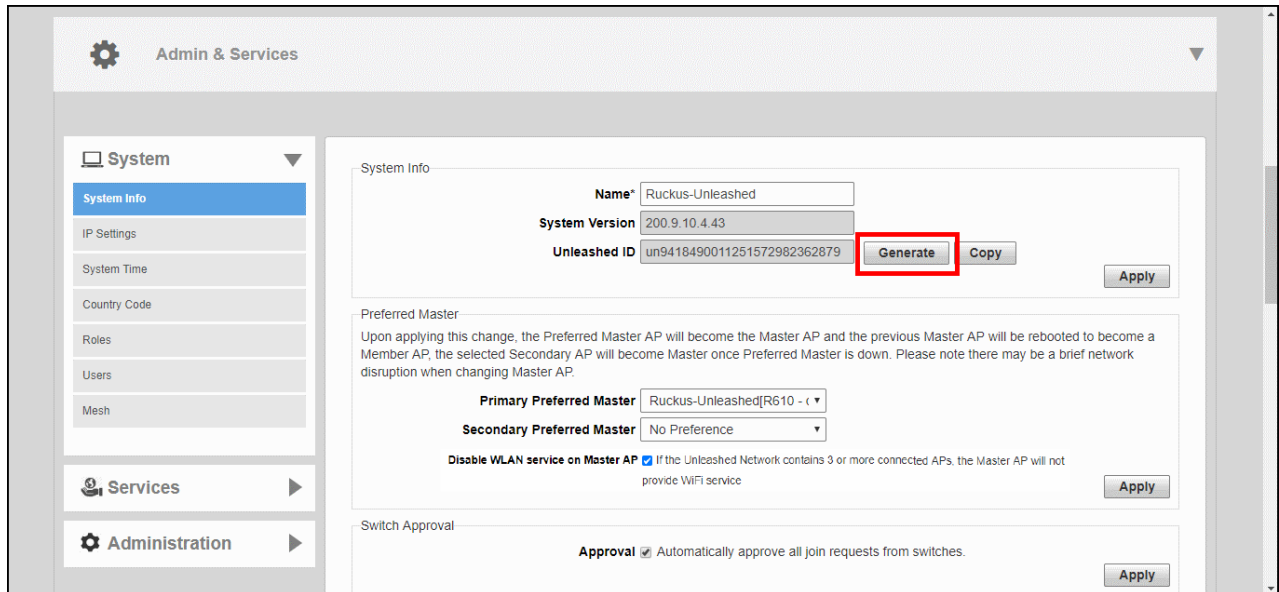 Admin & Services
System
System Info
IP Settings
System Time
Country Code
Roles
Users
Mesh
Services
Administration
System Info
Name* Ruckus-Unleashed
System Version 200.9.10.4.43
Unleashed ID un9418490011251572982362879 Generate Copy
Apply
Preferred Master
Upon applying this change, the Preferred Master AP will become the Master AP and the previous Master AP will be rebooted to become a
Member AP, the selected Secondary AP will become Master once Preferred Master is down. Please note there may be a brief network
disruption when changing Master AP.
Primary Preferred Master Ruckus-Unleashed[R610 - (
Secondary Preferred Master No Preference
Disable WLAN service on Master AP If the Unleashed Network contains 3 or more connected APs, the Master AP will not
provide WiFi service
Apply
Switch Approval
Approval Automatically approve all join requests from switches.
Apply